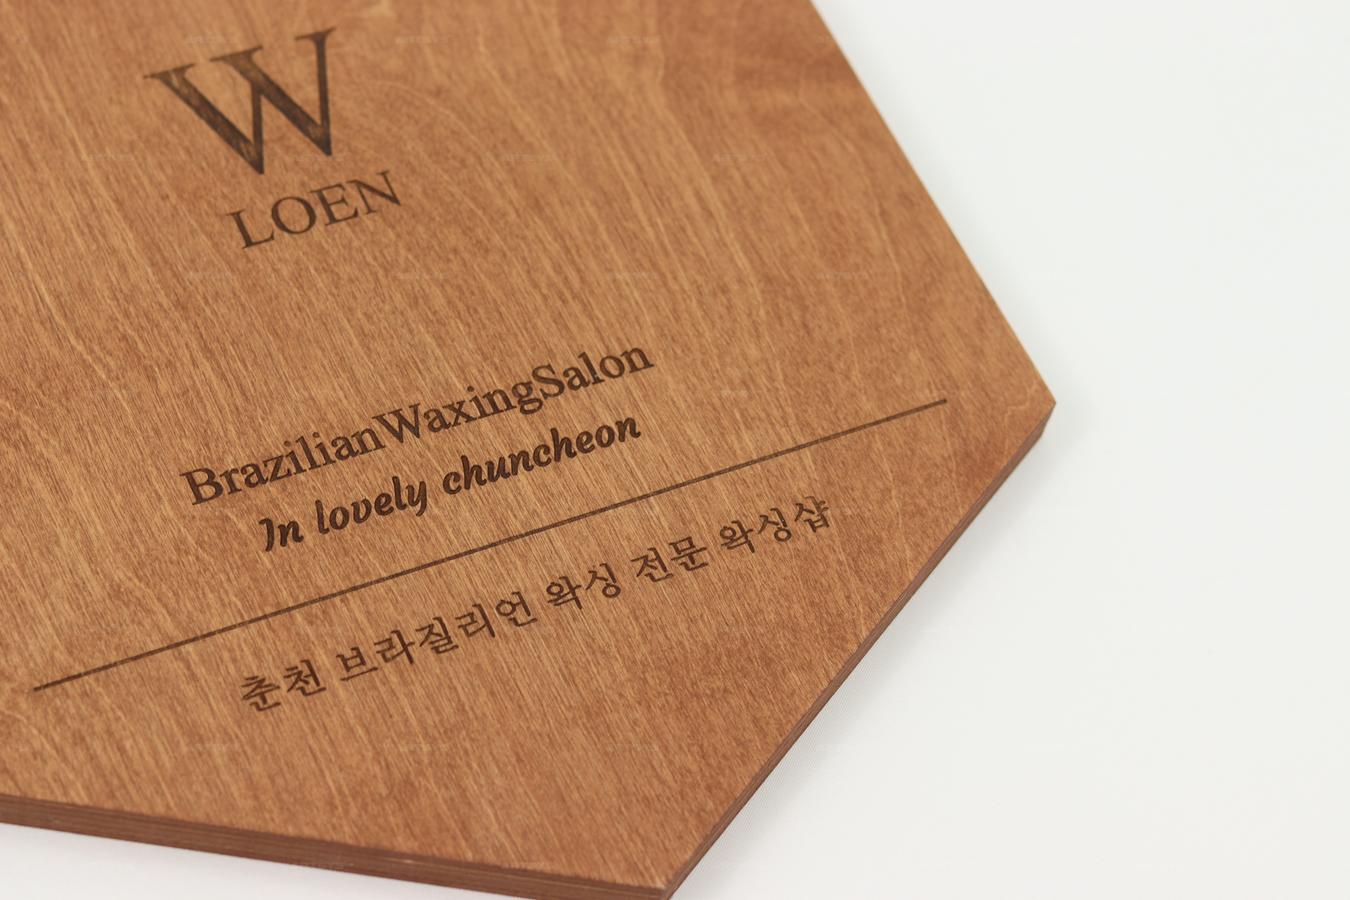 W
LOEN
BrazilianWaxingSalon
In lovely chuncheon
춘천 브라질리언 왁싱 전문 왁싱샵